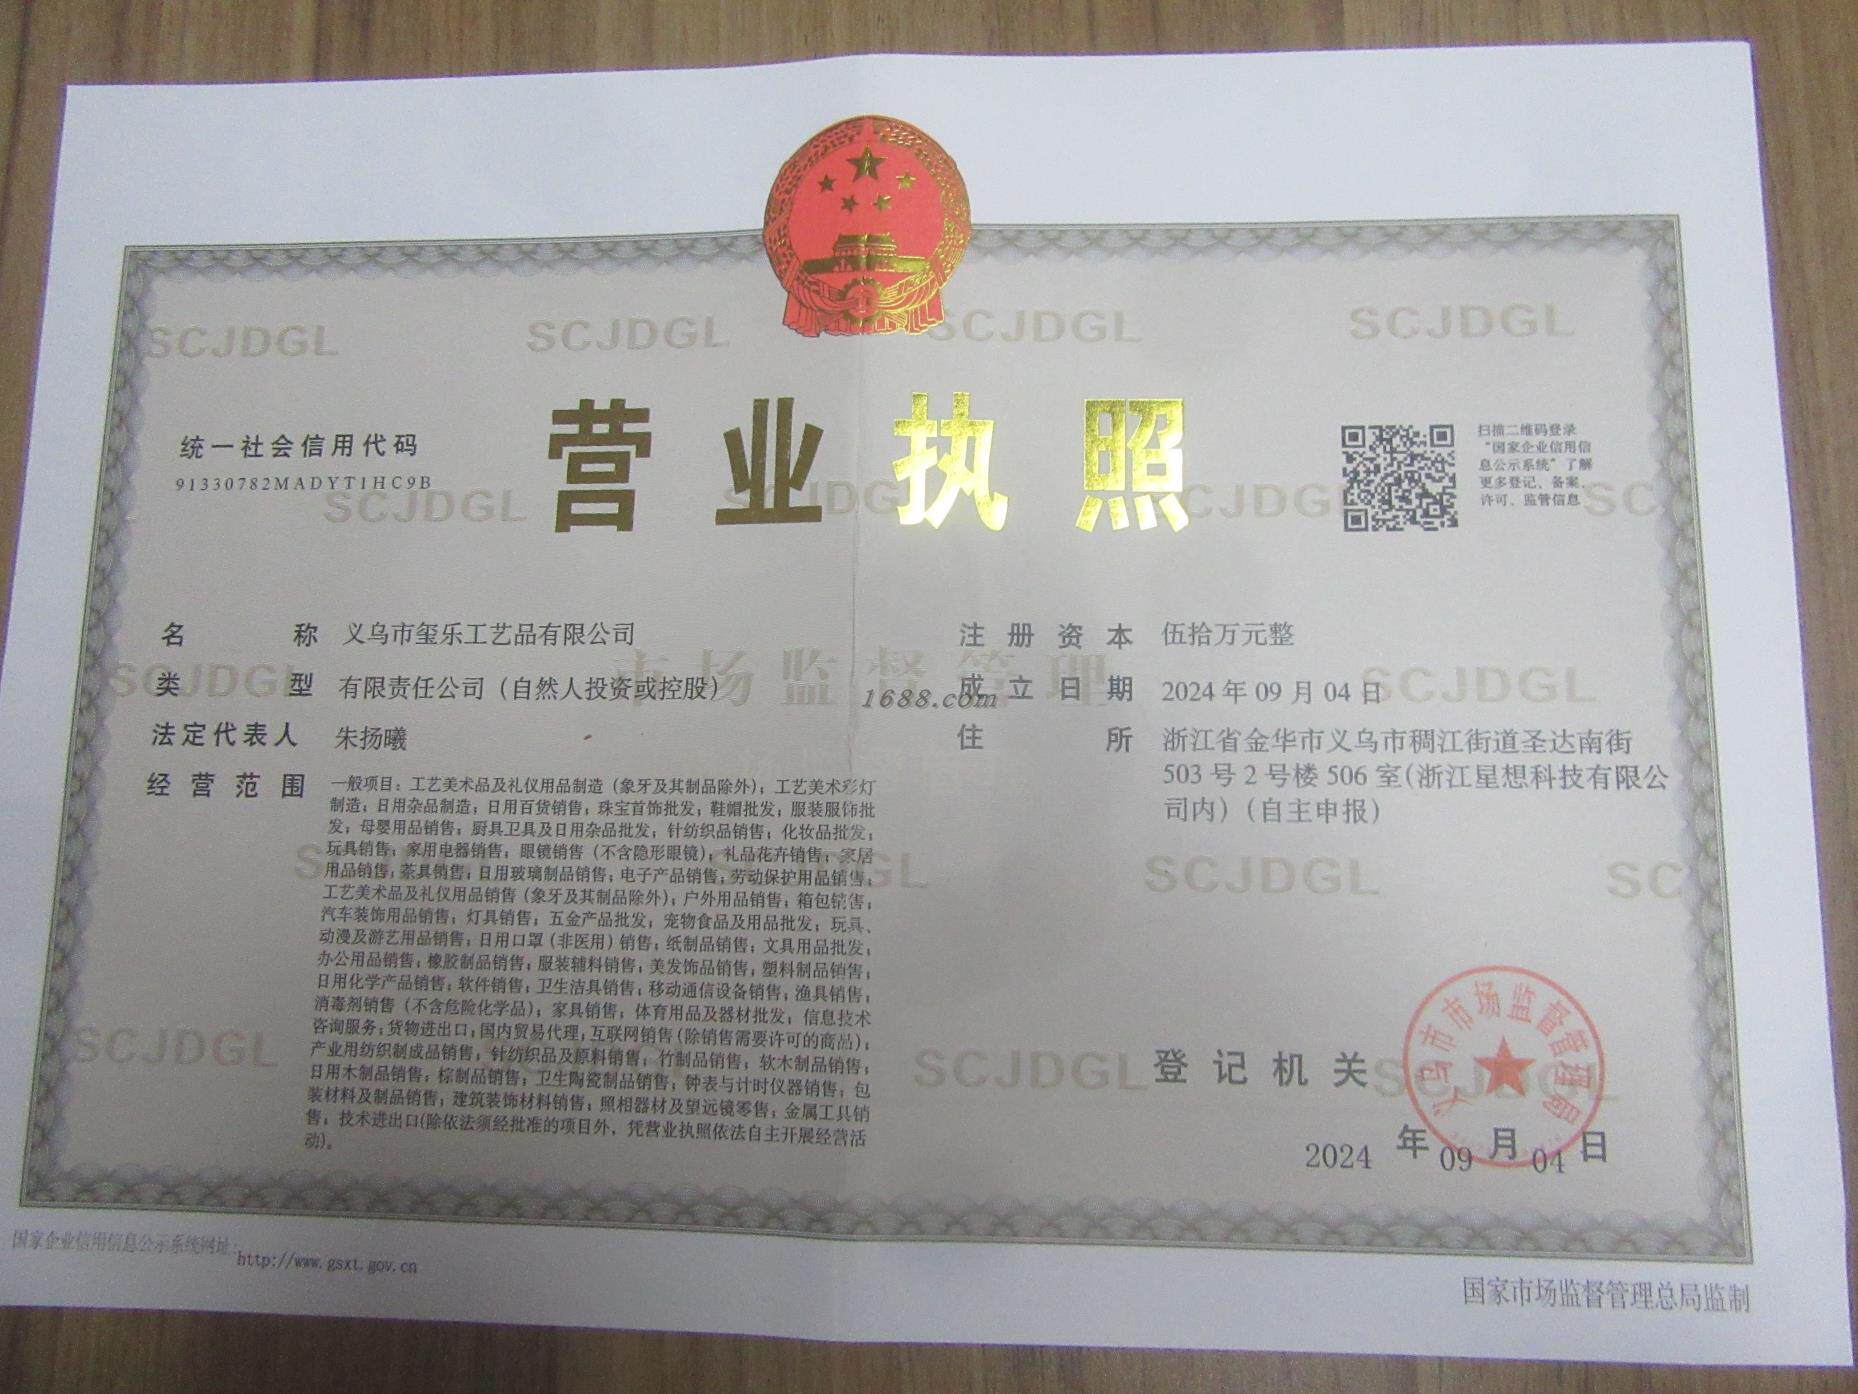 SCJDGL SCJDGL SCJDGL SCJDGL
营业执照
统一社会信用代码
91330782MADYT1HC9B
扫描二维码登录
“国家企业信用信
息公示系统”了解
更多登记、备案、
许可、监管信息
名称 义乌市玺乐工艺品有限公司
类型 有限责任公司（自然人投资或控股）
法定代表人 朱扬曦
经营范围 一般项目：工艺美术品及礼仪用品制造（象牙及其制品除外）；工艺美术彩灯
制造；日用杂品制造；日用百货销售；珠宝首饰批发；鞋帽批发；服装服饰批
发；母婴用品销售；厨具卫具及日用杂品批发；针纺织品销售；化妆品批发；
玩具销售；家用电器销售；眼镜销售（不含隐形眼镜）；礼品花卉销售；家居
用品销售；茶具销售；日用玻璃制品销售；电子产品销售；劳动保护用品销售；
工艺美术品及礼仪用品销售（象牙及其制品除外）；户外用品销售；箱包销售；
汽车装饰用品销售；灯具销售；五金产品批发；宠物食品及用品批发；玩具、
动漫及游艺用品销售；日用口罩（非医用）销售；纸制品销售；文具用品批发；
办公用品销售；橡胶制品销售；服装辅料销售；美发饰品销售；塑料制品销售；
日用化学产品销售；软件销售；卫生洁具销售；移动通信设备销售；渔具销售；
消毒剂销售（不含危险化学品）；家具销售；体育用品及器材批发；信息技术
咨询服务；货物进出口；国内贸易代理；互联网销售（除销售需要许可的商品）；
产业用纺织制成品销售；针纺织品及原料销售；竹制品销售；软木制品销售；
日用木制品销售；棕制品销售；卫生陶瓷制品销售；钟表与计时仪器销售；包
装材料及制品销售；建筑装饰材料销售；照相器材及望远镜零售；金属工具销
售；技术进出口(除依法须经批准的项目外，凭营业执照依法自主开展经营活
动)。
注册资本 伍拾万元整
成立日期 2024年09月04日
住所 浙江省金华市义乌市稠江街道圣达南街
503号2号楼506室(浙江星想科技有限公
司内)（自主申报）
市场监督管理
1688.com
登记机关
义乌市市场监督管理局
2024年09月04日
国家企业信用信息公示系统网址：http://www.gsxt.gov.cn
国家市场监督管理总局监制